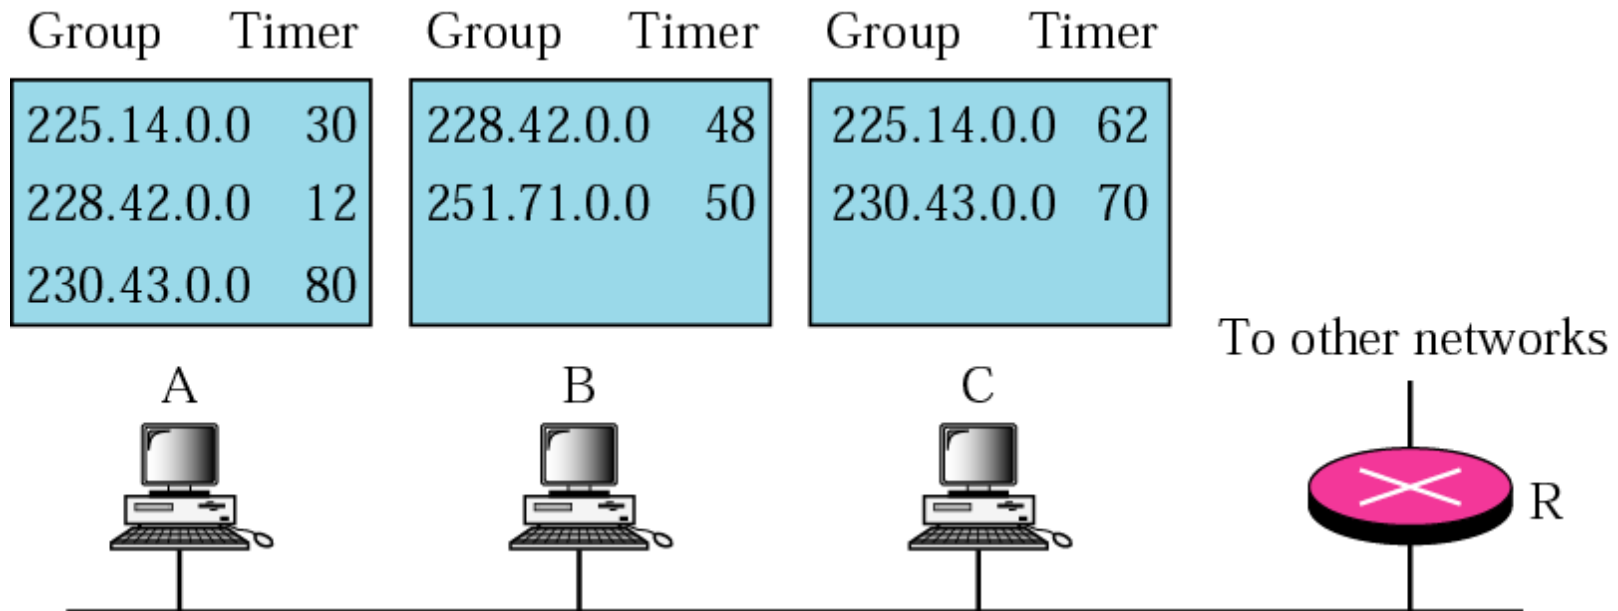 Group Timer
225.14.0.0 30
228.42.0.0 12
230.43.0.0 80
A
Group Timer
228.42.0.0 48
251.71.0.0 50
B
Group Timer
225.14.0.0 62
230.43.0.0 70
C
To other networks
R